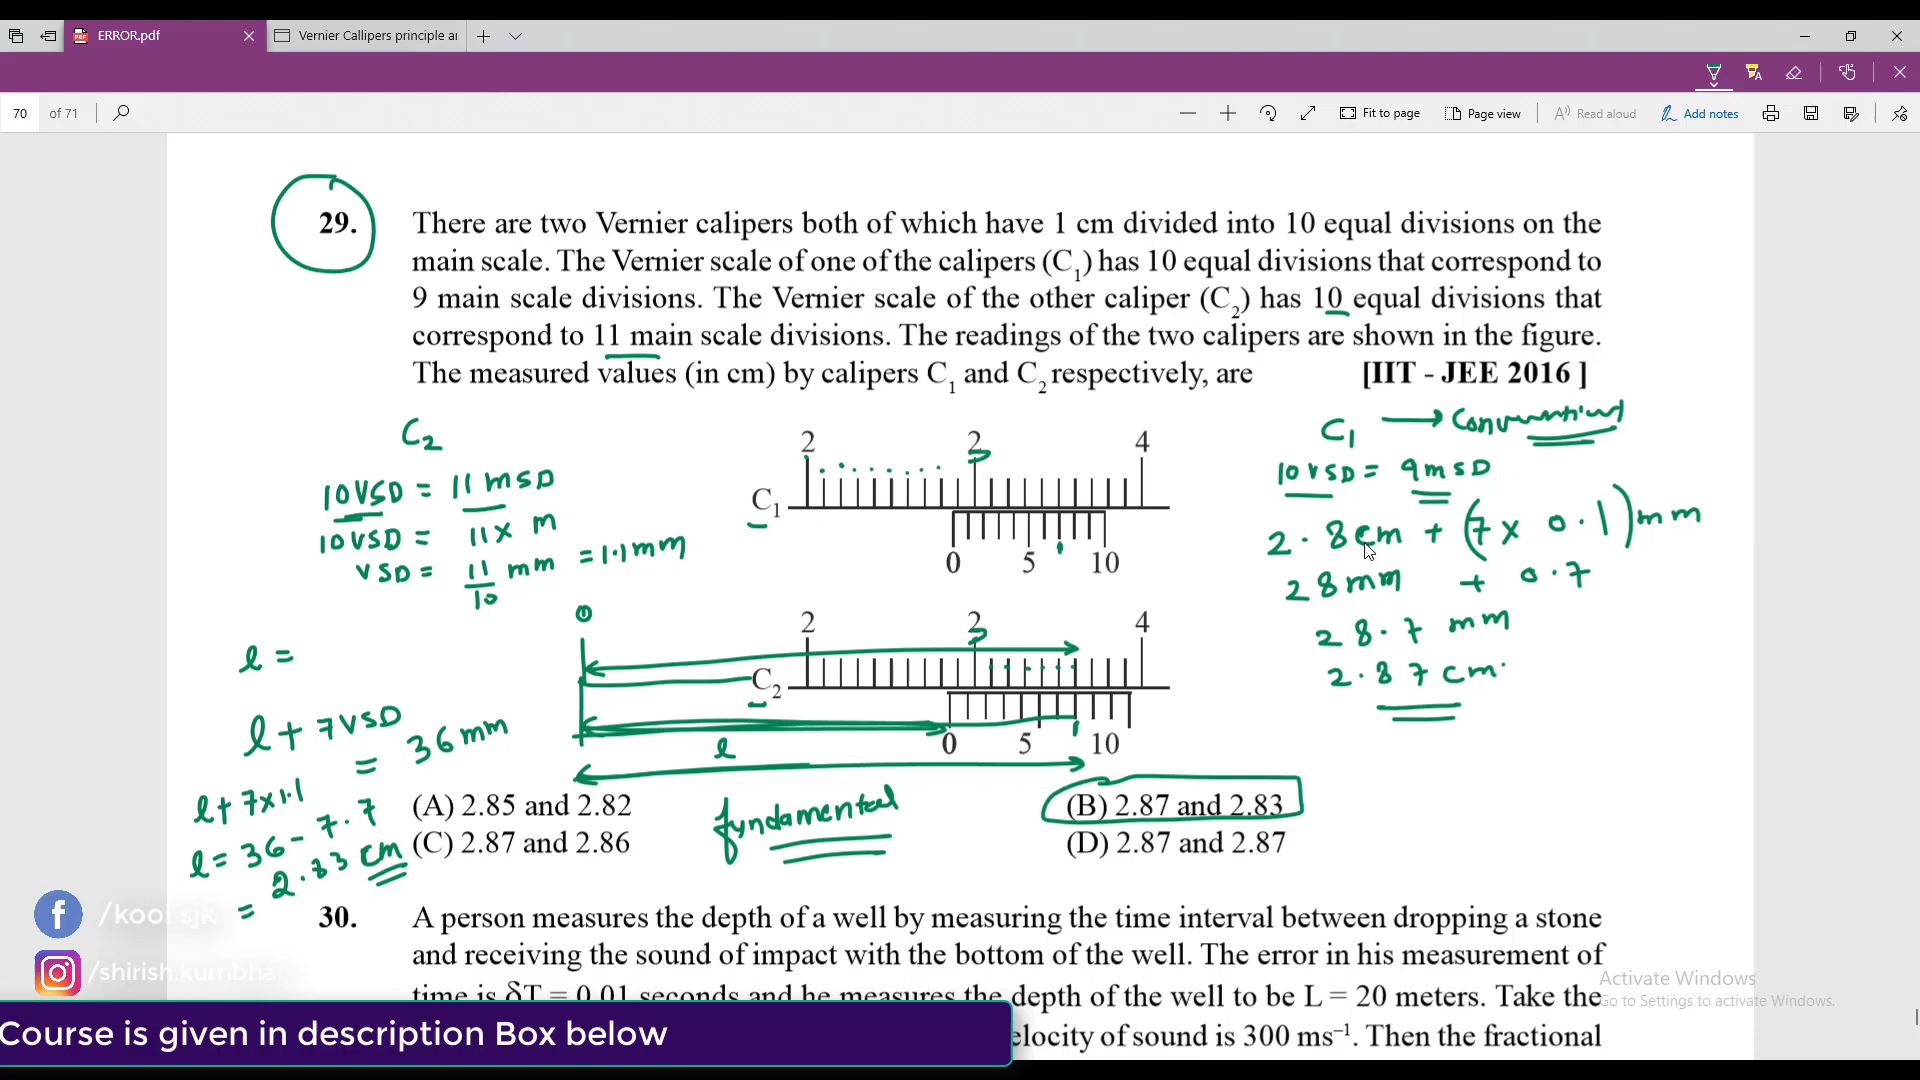 ERROR.pdf
Vernier Callipers principle ar
70 of 71
Fit to page
Page view
Read aloud
Add notes
29. There are two Vernier calipers both of which have 1 cm divided into 10 equal divisions on the
main scale. The Vernier scale of one of the calipers (C1) has 10 equal divisions that correspond to
9 main scale divisions. The Vernier scale of the other caliper (C2) has 10 equal divisions that
correspond to 11 main scale divisions. The readings of the two calipers are shown in the figure.
The measured values (in cm) by calipers C1 and C2 respectively, are [IIT - JEE 2016 ]
C2
10VSD = 11 mSD
10VSD = 11 x m
VSD = 11/10 mm = 1.1mm
l =
l + 7VSD
= 36mm
l + 7x1.1
l = 36 - 7.7
= 2.83 cm
2 3 4
C1
0 5 10
0
2 3 4
C2
0 5 10
l
fundamental
C1 → Conventional
10VSD = 9mSD
2.8cm + (7 x 0.1)mm
28mm + 0.7
28.7 mm
2.87 cm
(A) 2.85 and 2.82
(B) 2.87 and 2.83
(C) 2.87 and 2.86
(D) 2.87 and 2.87
30. A person measures the depth of a well by measuring the time interval between dropping a stone
and receiving the sound of impact with the bottom of the well. The error in his measurement of
time is δT = 0.01 seconds and he measures the depth of the well to be L = 20 meters. Take the
elocity of sound is 300 ms⁻¹. Then the fractional
/kool.sjk
/shirish.kumbha
Activate Windows
Go to Settings to activate Windows.
Course is given in description Box below